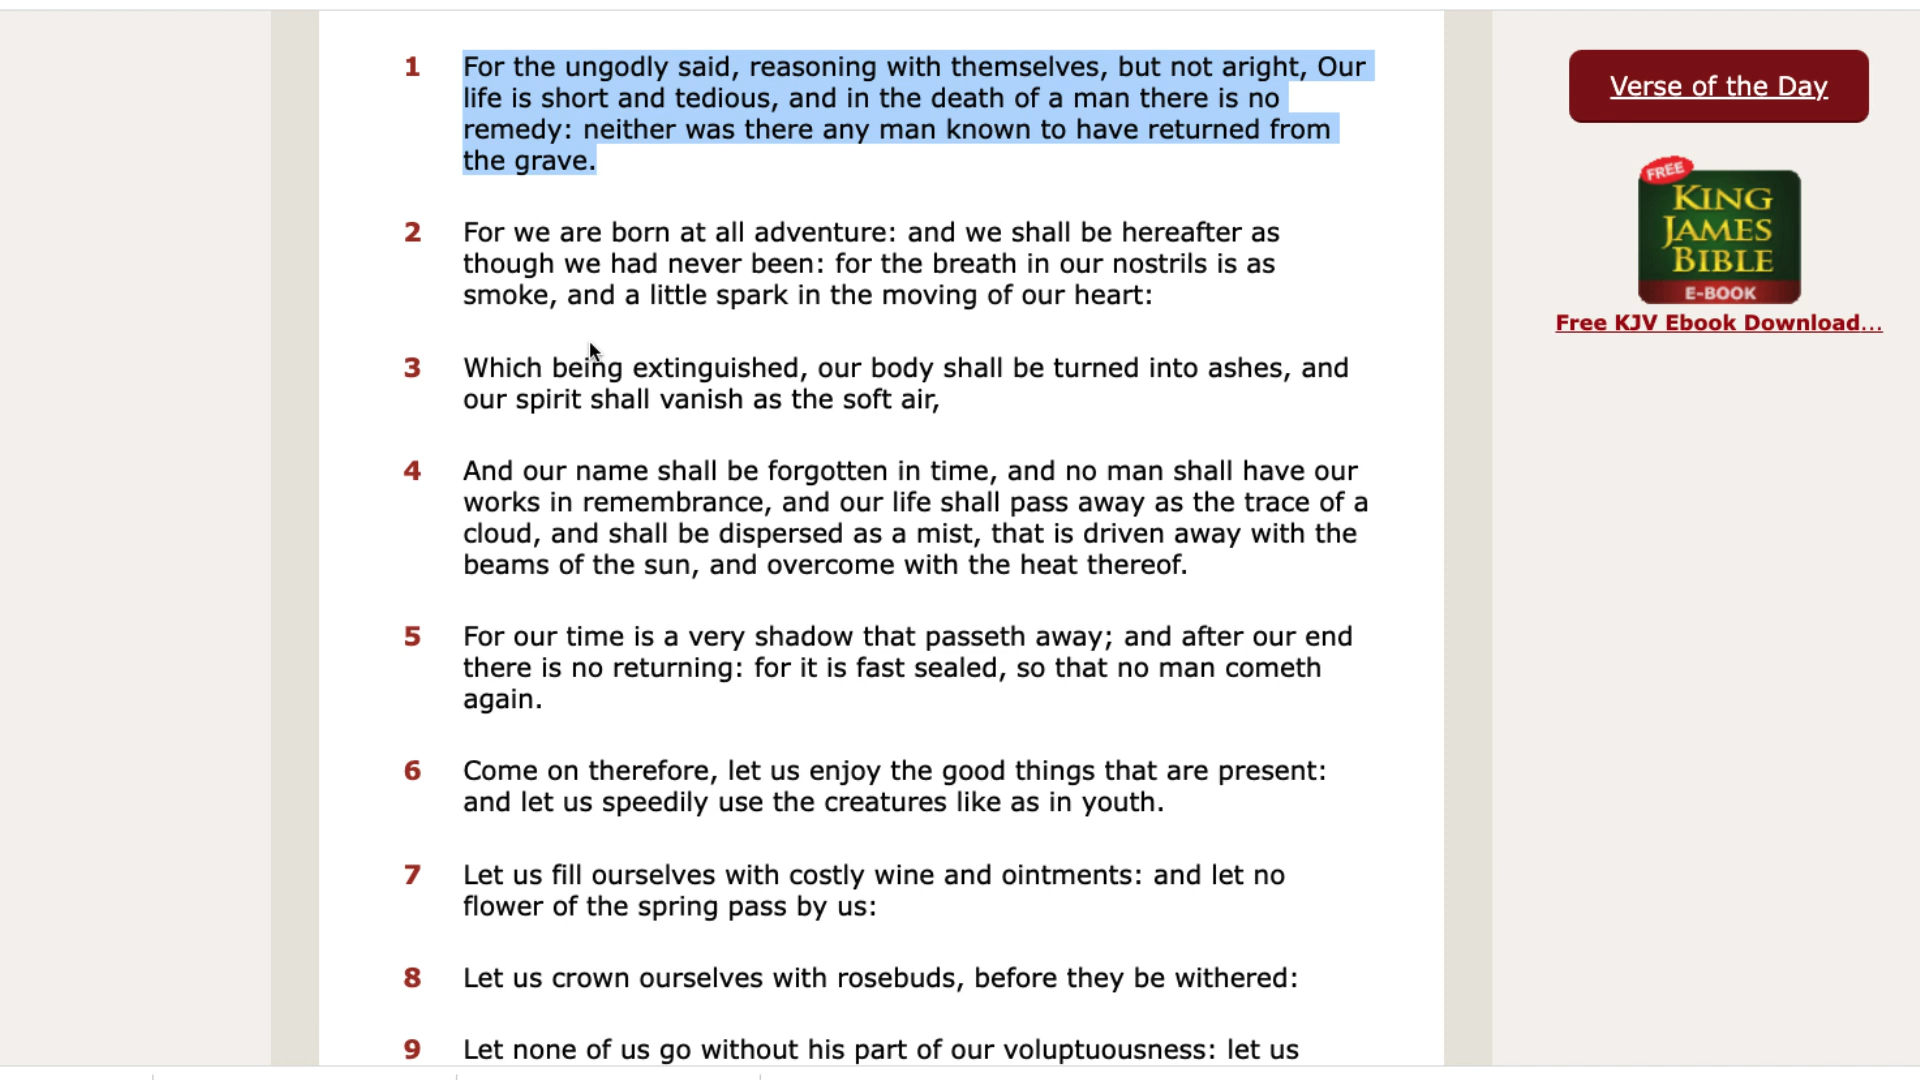 1 For the ungodly said, reasoning with themselves, but not aright, Our
life is short and tedious, and in the death of a man there is no
remedy: neither was there any man known to have returned from
the grave.
2 For we are born at all adventure: and we shall be hereafter as
though we had never been: for the breath in our nostrils is as
smoke, and a little spark in the moving of our heart:
3 Which being extinguished, our body shall be turned into ashes, and
our spirit shall vanish as the soft air,
4 And our name shall be forgotten in time, and no man shall have our
works in remembrance, and our life shall pass away as the trace of a
cloud, and shall be dispersed as a mist, that is driven away with the
beams of the sun, and overcome with the heat thereof.
5 For our time is a very shadow that passeth away; and after our end
there is no returning: for it is fast sealed, so that no man cometh
again.
6 Come on therefore, let us enjoy the good things that are present:
and let us speedily use the creatures like as in youth.
7 Let us fill ourselves with costly wine and ointments: and let no
flower of the spring pass by us:
8 Let us crown ourselves with rosebuds, before they be withered:
9 Let none of us go without his part of our voluptuousness: let us
Verse of the Day
FREE
KING
JAMES
BIBLE
E-BOOK
Free KJV Ebook Download...